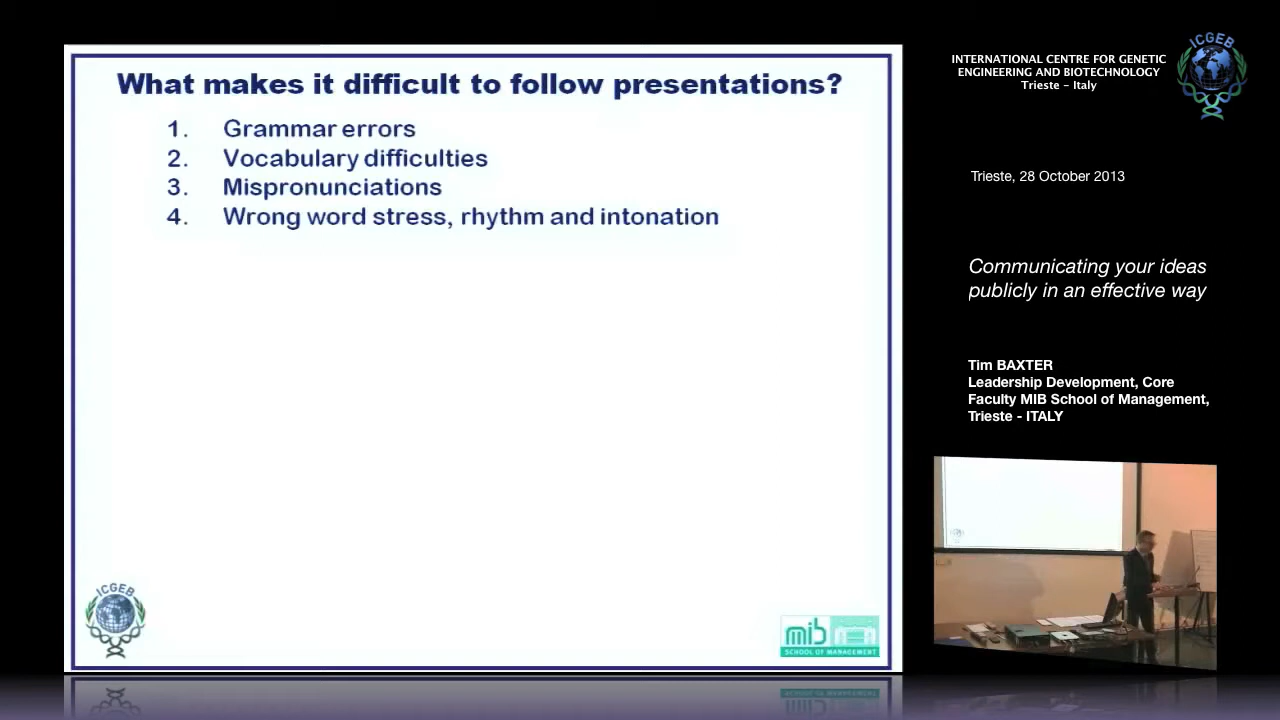 What makes it difficult to follow presentations?
1. Grammar errors
2. Vocabulary difficulties
3. Mispronunciations
4. Wrong word stress, rhythm and intonation
ICGEB
mib
SCHOOL OF MANAGEMENT
INTERNATIONAL CENTRE FOR GENETIC
ENGINEERING AND BIOTECHNOLOGY
Trieste - Italy
ICGEB
Trieste, 28 October 2013
Communicating your ideas
publicly in an effective way
Tim BAXTER
Leadership Development, Core
Faculty MIB School of Management,
Trieste - ITALY